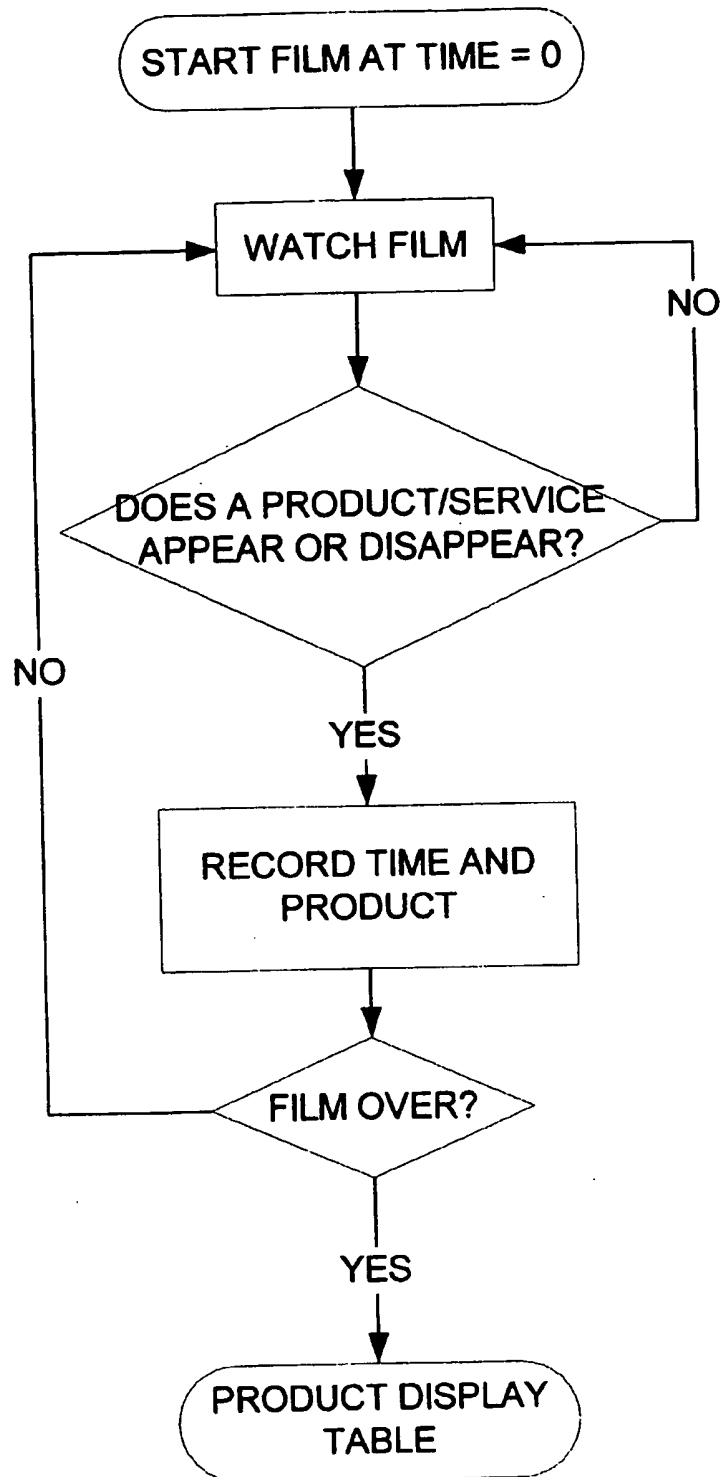 START FILM AT TIME = 0
WATCH FILM
NO
DOES A PRODUCT/SERVICE
APPEAR OR DISAPPEAR?
NO
YES
RECORD TIME AND
PRODUCT
FILM OVER?
YES
PRODUCT DISPLAY
TABLE